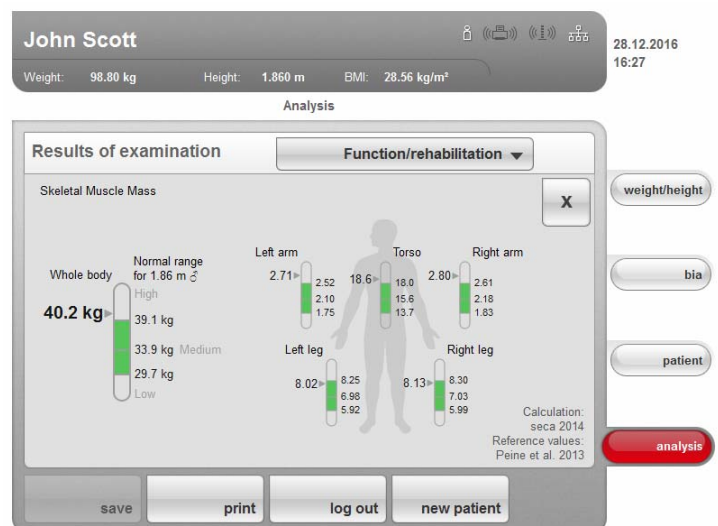 John Scott
28.12.2016
16:27
Weight: 98.80 kg Height: 1.860 m BMI: 28.56 kg/m²
Analysis
Results of examination
Function/rehabilitation
Skeletal Muscle Mass
X
Whole body
Normal range
for 1.86 m ♂
High
40.2 kg
39.1 kg
33.9 kg Medium
29.7 kg
Low
Left arm
2.71
2.52
2.10
1.75
Torso
18.6
18.0
15.6
13.7
Right arm
2.80
2.61
2.18
1.83
Left leg
8.02
8.25
6.98
5.92
Right leg
8.13
8.30
7.03
5.99
Calculation:
seca 2014
Reference values:
Peine et al. 2013
weight/height
bia
patient
analysis
save
print
log out
new patient